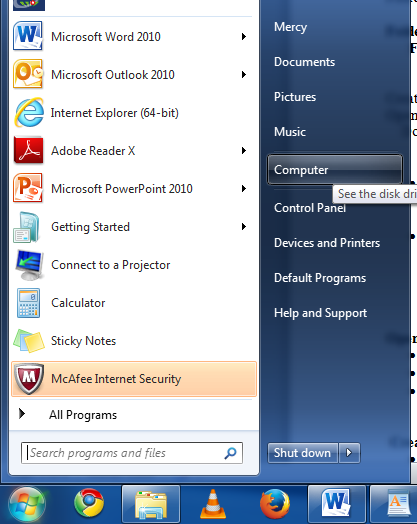 Microsoft Word 2010
Microsoft Outlook 2010
Internet Explorer (64-bit)
Adobe Reader X
Microsoft PowerPoint 2010
Getting Started
Connect to a Projector
Calculator
Sticky Notes
McAfee Internet Security
All Programs
Search programs and files
Mercy
Documents
Pictures
Music
Computer
See the disk dri
Control Panel
Devices and Printers
Default Programs
Help and Support
Shut down